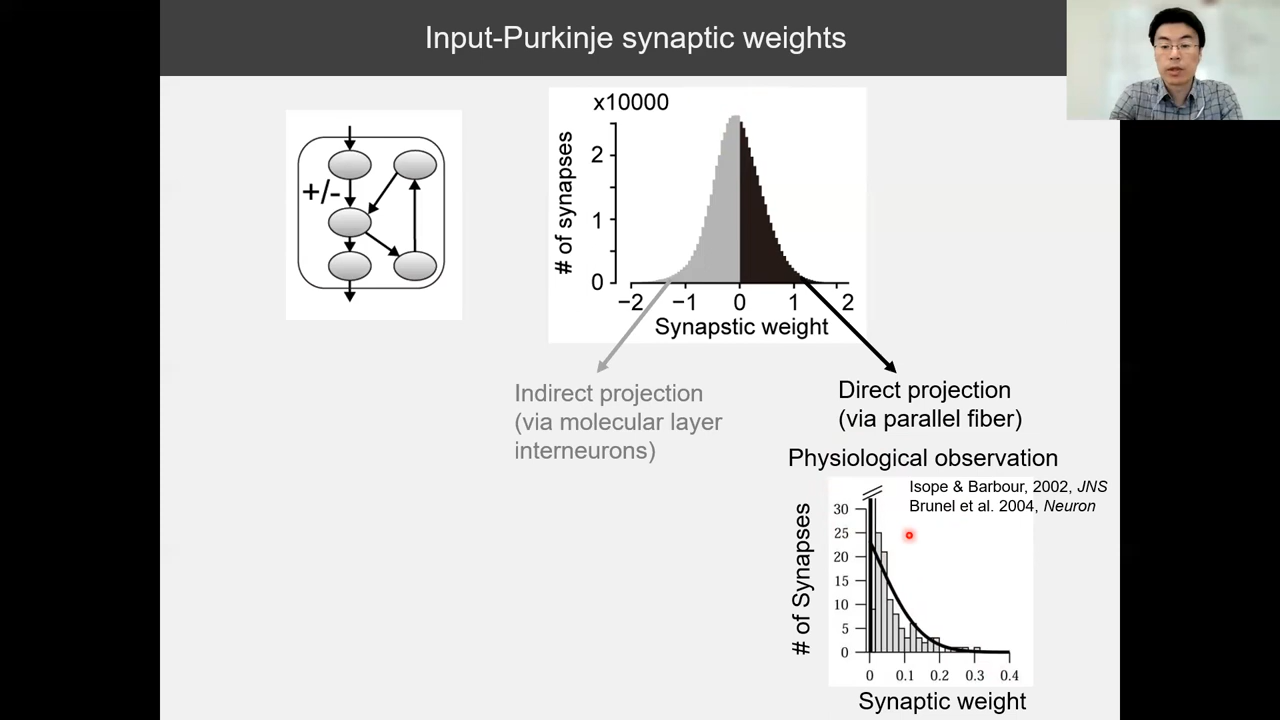 Input-Purkinje synaptic weights
+/-
x10000
# of synapses
2
1
0
−2 −1 0 1 2
Synapstic weight
Indirect projection
(via molecular layer
interneurons)
Direct projection
(via parallel fiber)
Physiological observation
Isope & Barbour, 2002, JNS
Brunel et al. 2004, Neuron
# of Synapses
30
25
20
15
10
5
0
0 0.1 0.2 0.3 0.4
Synaptic weight